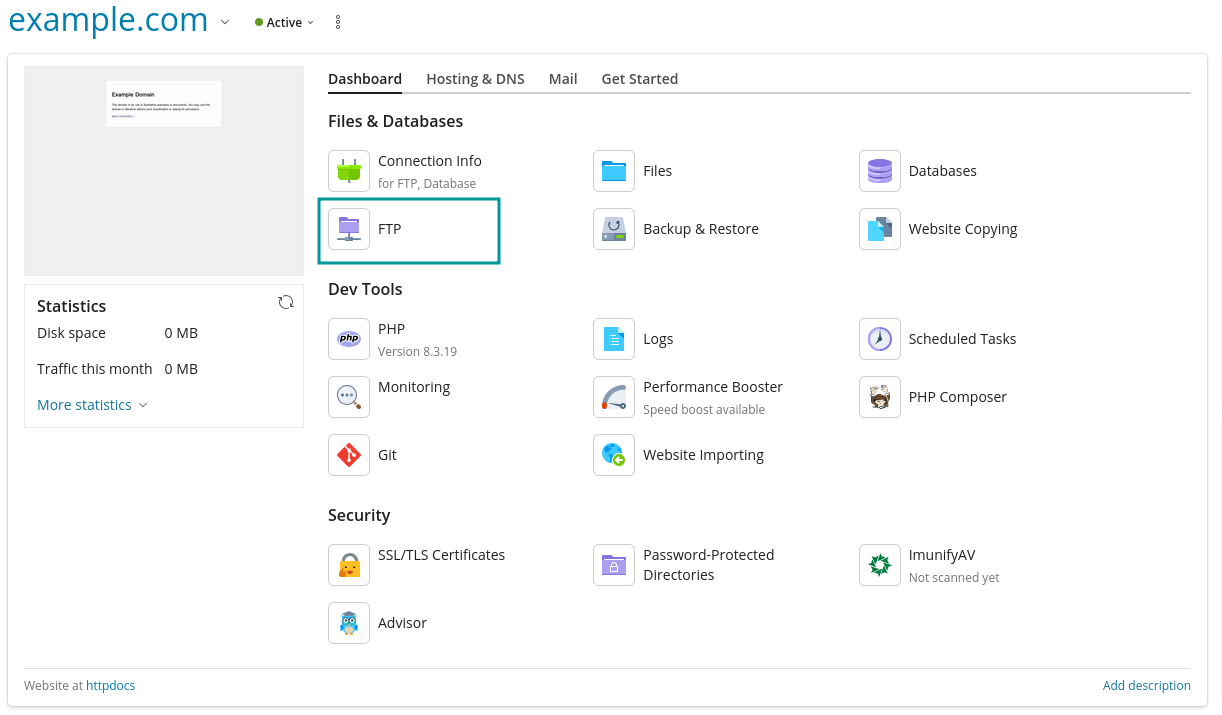 example.com
Active
Example Domain
This domain is for use in illustrative examples in documents. You may use this
domain in literature without prior coordination or asking for permission.
More information...
Dashboard
Hosting & DNS
Mail
Get Started
Files & Databases
Connection Info
for FTP, Database
Files
Databases
FTP
Backup & Restore
Website Copying
Statistics
Disk space 0 MB
Traffic this month 0 MB
More statistics
Dev Tools
php
PHP
Version 8.3.19
Logs
Scheduled Tasks
Monitoring
Performance Booster
Speed boost available
PHP Composer
Git
Website Importing
Security
SSL/TLS Certificates
Password-Protected
Directories
ImunifyAV
Not scanned yet
Advisor
Website at httpdocs
Add description